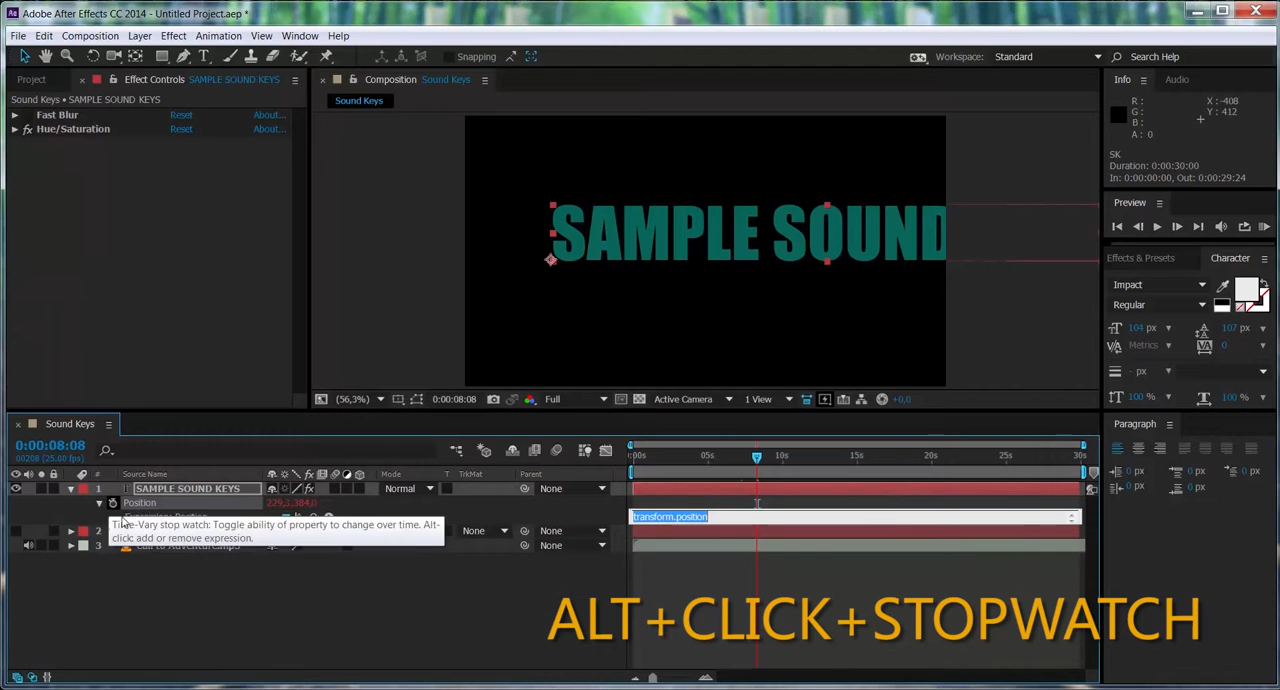 Adobe After Effects CC 2014 - Untitled Project.aep *
File Edit Composition Layer Effect Animation View Window Help
Snapping Workspace: Standard Search Help
Project Effect Controls SAMPLE SOUND KEYS Composition Sound Keys Info Audio
Sound Keys • SAMPLE SOUND KEYS
Sound Keys
Fast Blur Reset About...
fx Hue/Saturation Reset About...
R: X: -408
G: Y: 412
B:
A: 0
SK
Duration: 0:00:30:00
In: 0:00:00:00, Out: 0:00:29:24
Preview
SAMPLE SOUND
Effects & Presets Character
Impact
Regular
104 px 107 px
Metrics 0
- px
100 % 100 %
(56,3%) 0:00:08:08 Full Active Camera 1 View +0,0
Sound Keys
Paragraph
0:00:08:08
00208 (25.00 fps)
:00s 05s 10s 15s 20s 25s 30s
# Source Name Mode T TrkMat Parent
1 SAMPLE SOUND KEYS Normal None
Position
transform.position
Time-Vary stop watch: Toggle ability of property to change over time. Alt-
click: add or remove expression.
2 None None
3 None
0 px 0 px 0 px
0 px 0 px
ALT+CLICK+STOPWATCH